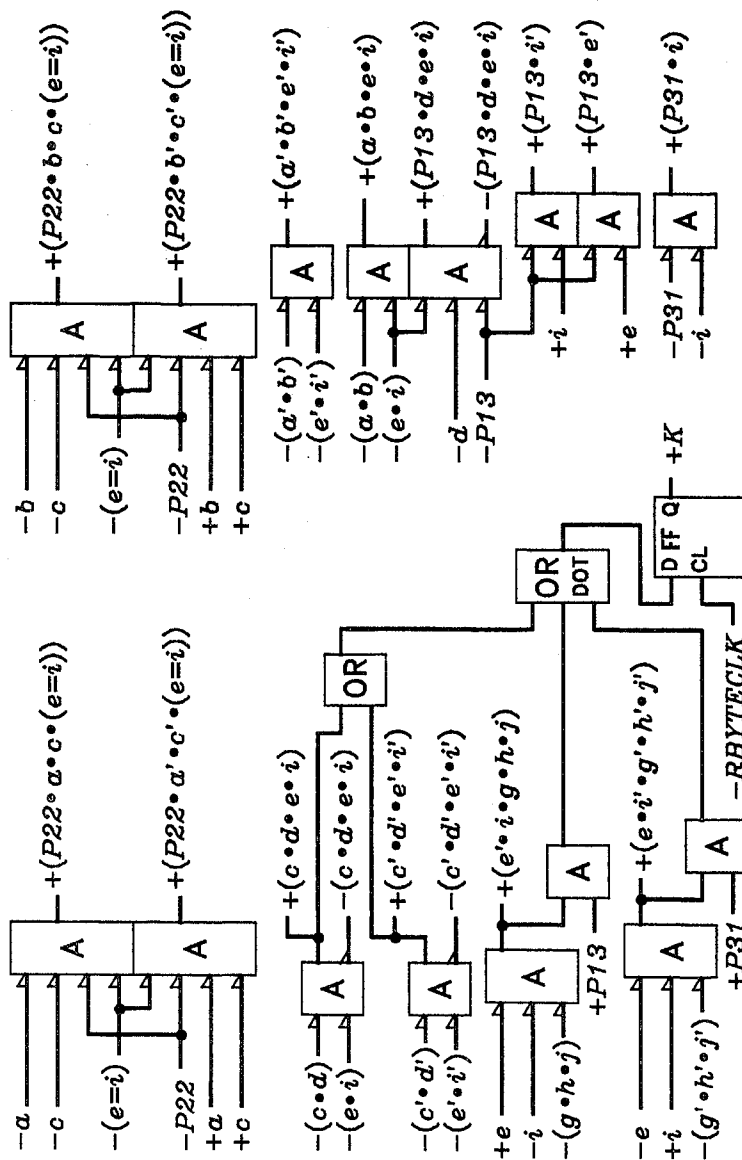 −a
−c
−(e=i)
−P22
+a
+c
A
A
+(P22•a•c•(e=i))
+(P22•a'•c'•(e=i))
−b
−c
−(e=i)
−P22
+b
+c
A
A
+(P22•b•c•(e=i))
+(P22•b'•c'•(e=i))
−(c•d)
−(e•i)
A
+(c•d•e•i)
−(c•d•e•i)
−(c'•d')
−(e'•i')
A
+(c'•d'•e'•i')
−(c'•d'•e'•i')
OR
+e
−i
−(g•h•j)
A
+(e'•i•g•h•j)
+P13
A
−e
+i
−(g'•h'•j')
A
+(e•i'•g'•h'•j')
+P31
A
OR
DOT
D FF Q
CL
+K
−RBYTECLK
−(a'•b')
−(e'•i')
A
+(a'•b'•e'•i')
−(a•b)
−(e•i)
A
+(a•b•e•i)
−d
−P13
A
+(P13•d•e•i)
−(P13•d•e•i)
+i
A
+(P13•i')
+e
A
+(P13•e')
−P31
−i
A
+(P31•i)